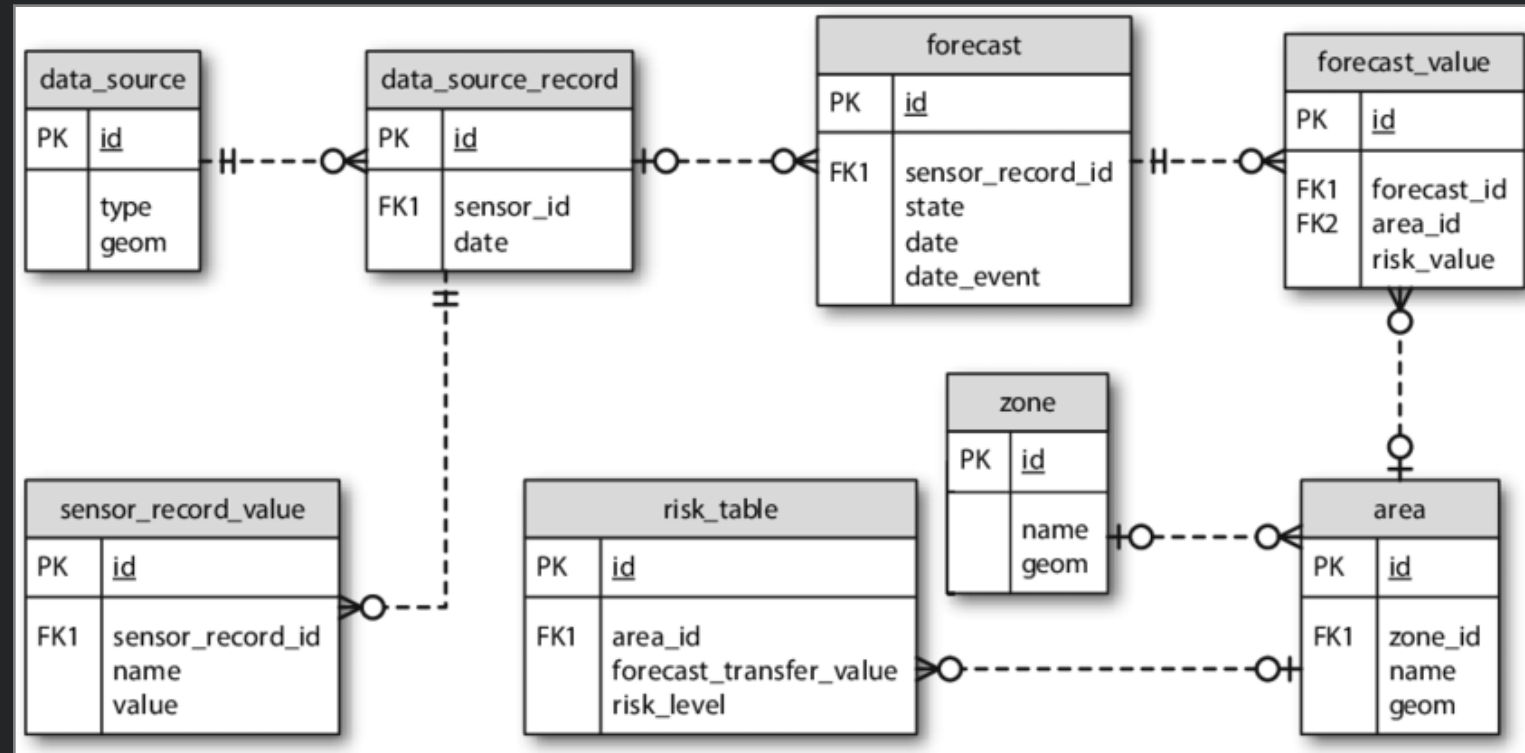 data_source
PK id
type
geom
data_source_record
PK id
FK1 sensor_id
date
forecast
PK id
FK1 sensor_record_id
state
date
date_event
forecast_value
PK id
FK1 forecast_id
FK2 area_id
risk_value
zone
PK id
name
geom
sensor_record_value
PK id
FK1 sensor_record_id
name
value
risk_table
PK id
FK1 area_id
forecast_transfer_value
risk_level
area
PK id
FK1 zone_id
name
geom